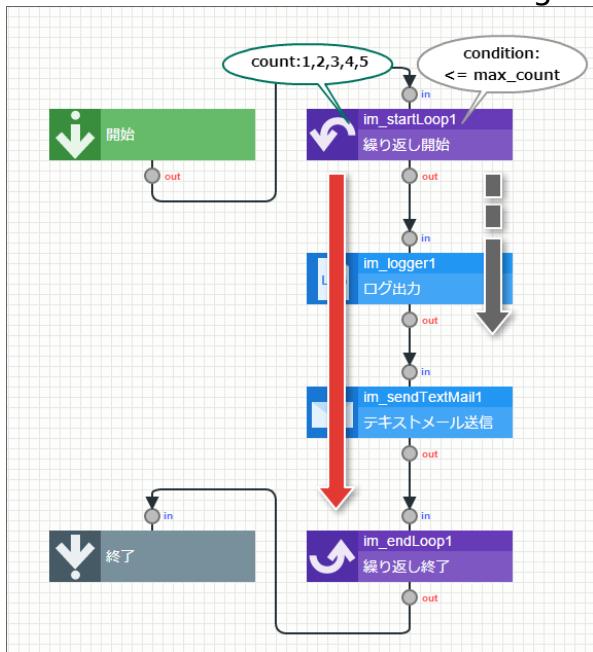 count:1,2,3,4,5
condition:
<= max_count
in
開始
im_startLoop1
繰り返し開始
out
out
in
im_logger1
ログ出力
out
in
im_sendTextMail1
テキストメール送信
out
in
in
終了
im_endLoop1
繰り返し終了
out